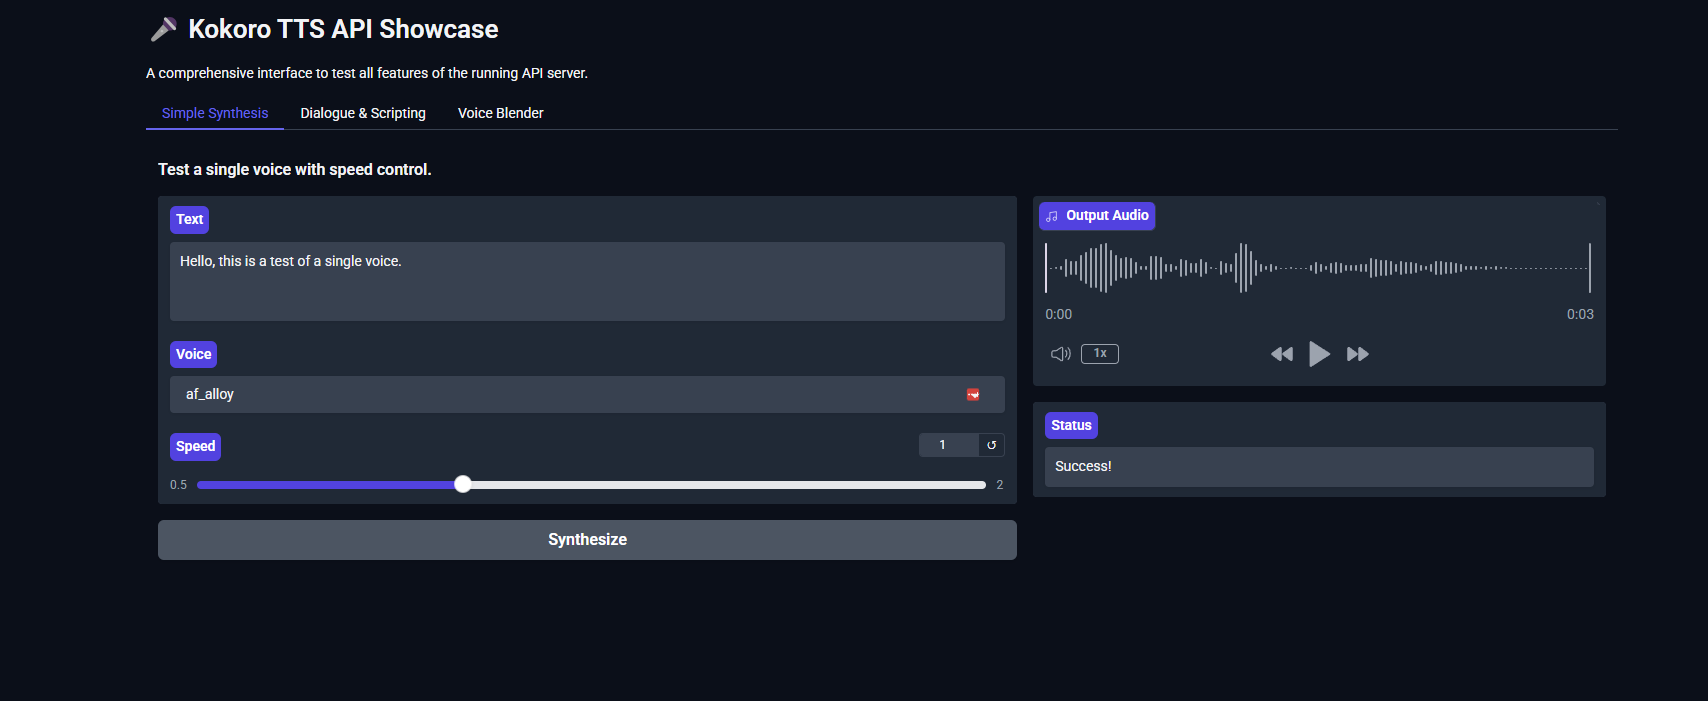 Kokoro TTS API Showcase
A comprehensive interface to test all features of the running API server.
Simple Synthesis
Dialogue & Scripting
Voice Blender
Test a single voice with speed control.
Text
Hello, this is a test of a single voice.
Voice
af_alloy
Speed
1
0.5
2
Synthesize
Output Audio
0:00
0:03
1x
Status
Success!